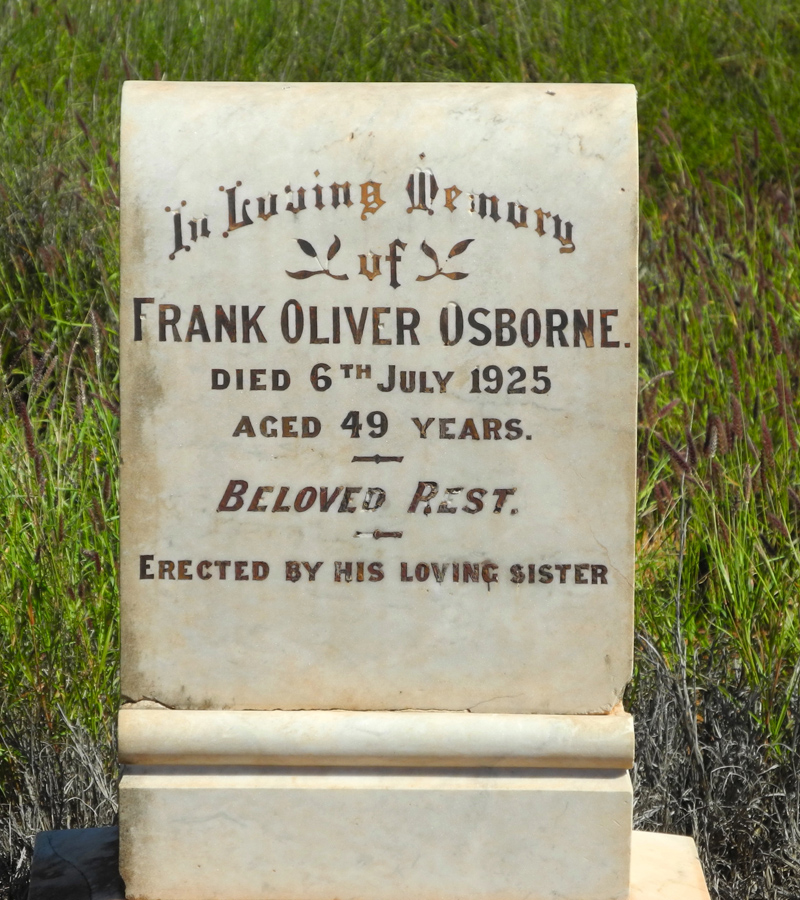 In Loving Memory
of
FRANK OLIVER OSBORNE.
DIED 6TH JULY 1925
AGED 49 YEARS.
BELOVED REST.
ERECTED BY HIS LOVING SISTER